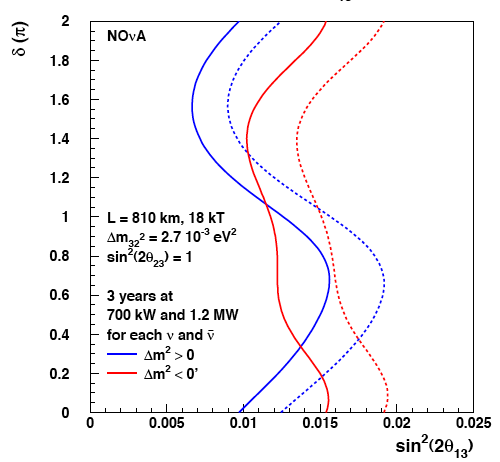 δ (π)
2
NOνA
1.8
1.6
1.4
1.2
1
L = 810 km, 18 kT
Δm₃₂² = 2.7 10⁻³ eV²
0.8
sin²(2θ₂₃) = 1
0.6
3 years at
700 kW and 1.2 MW
0.4
for each ν and ν̄
Δm² > 0
0.2
Δm² < 0'
0
0 0.005 0.01 0.015 0.02 0.025
sin²(2θ₁₃)